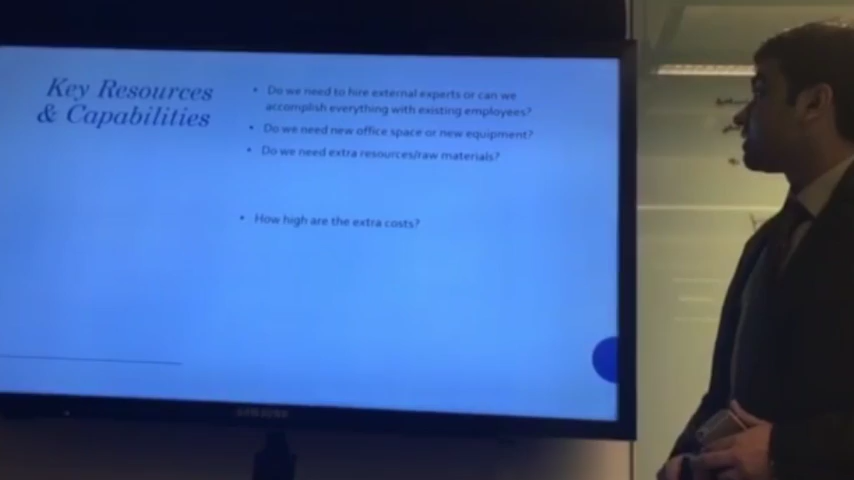 Key Resources
& Capabilities
• Do we need to hire external experts or can we
accomplish everything with existing employees?
• Do we need new office space or new equipment?
• Do we need extra resources/raw materials?
• How high are the extra costs?
SAMSUNG